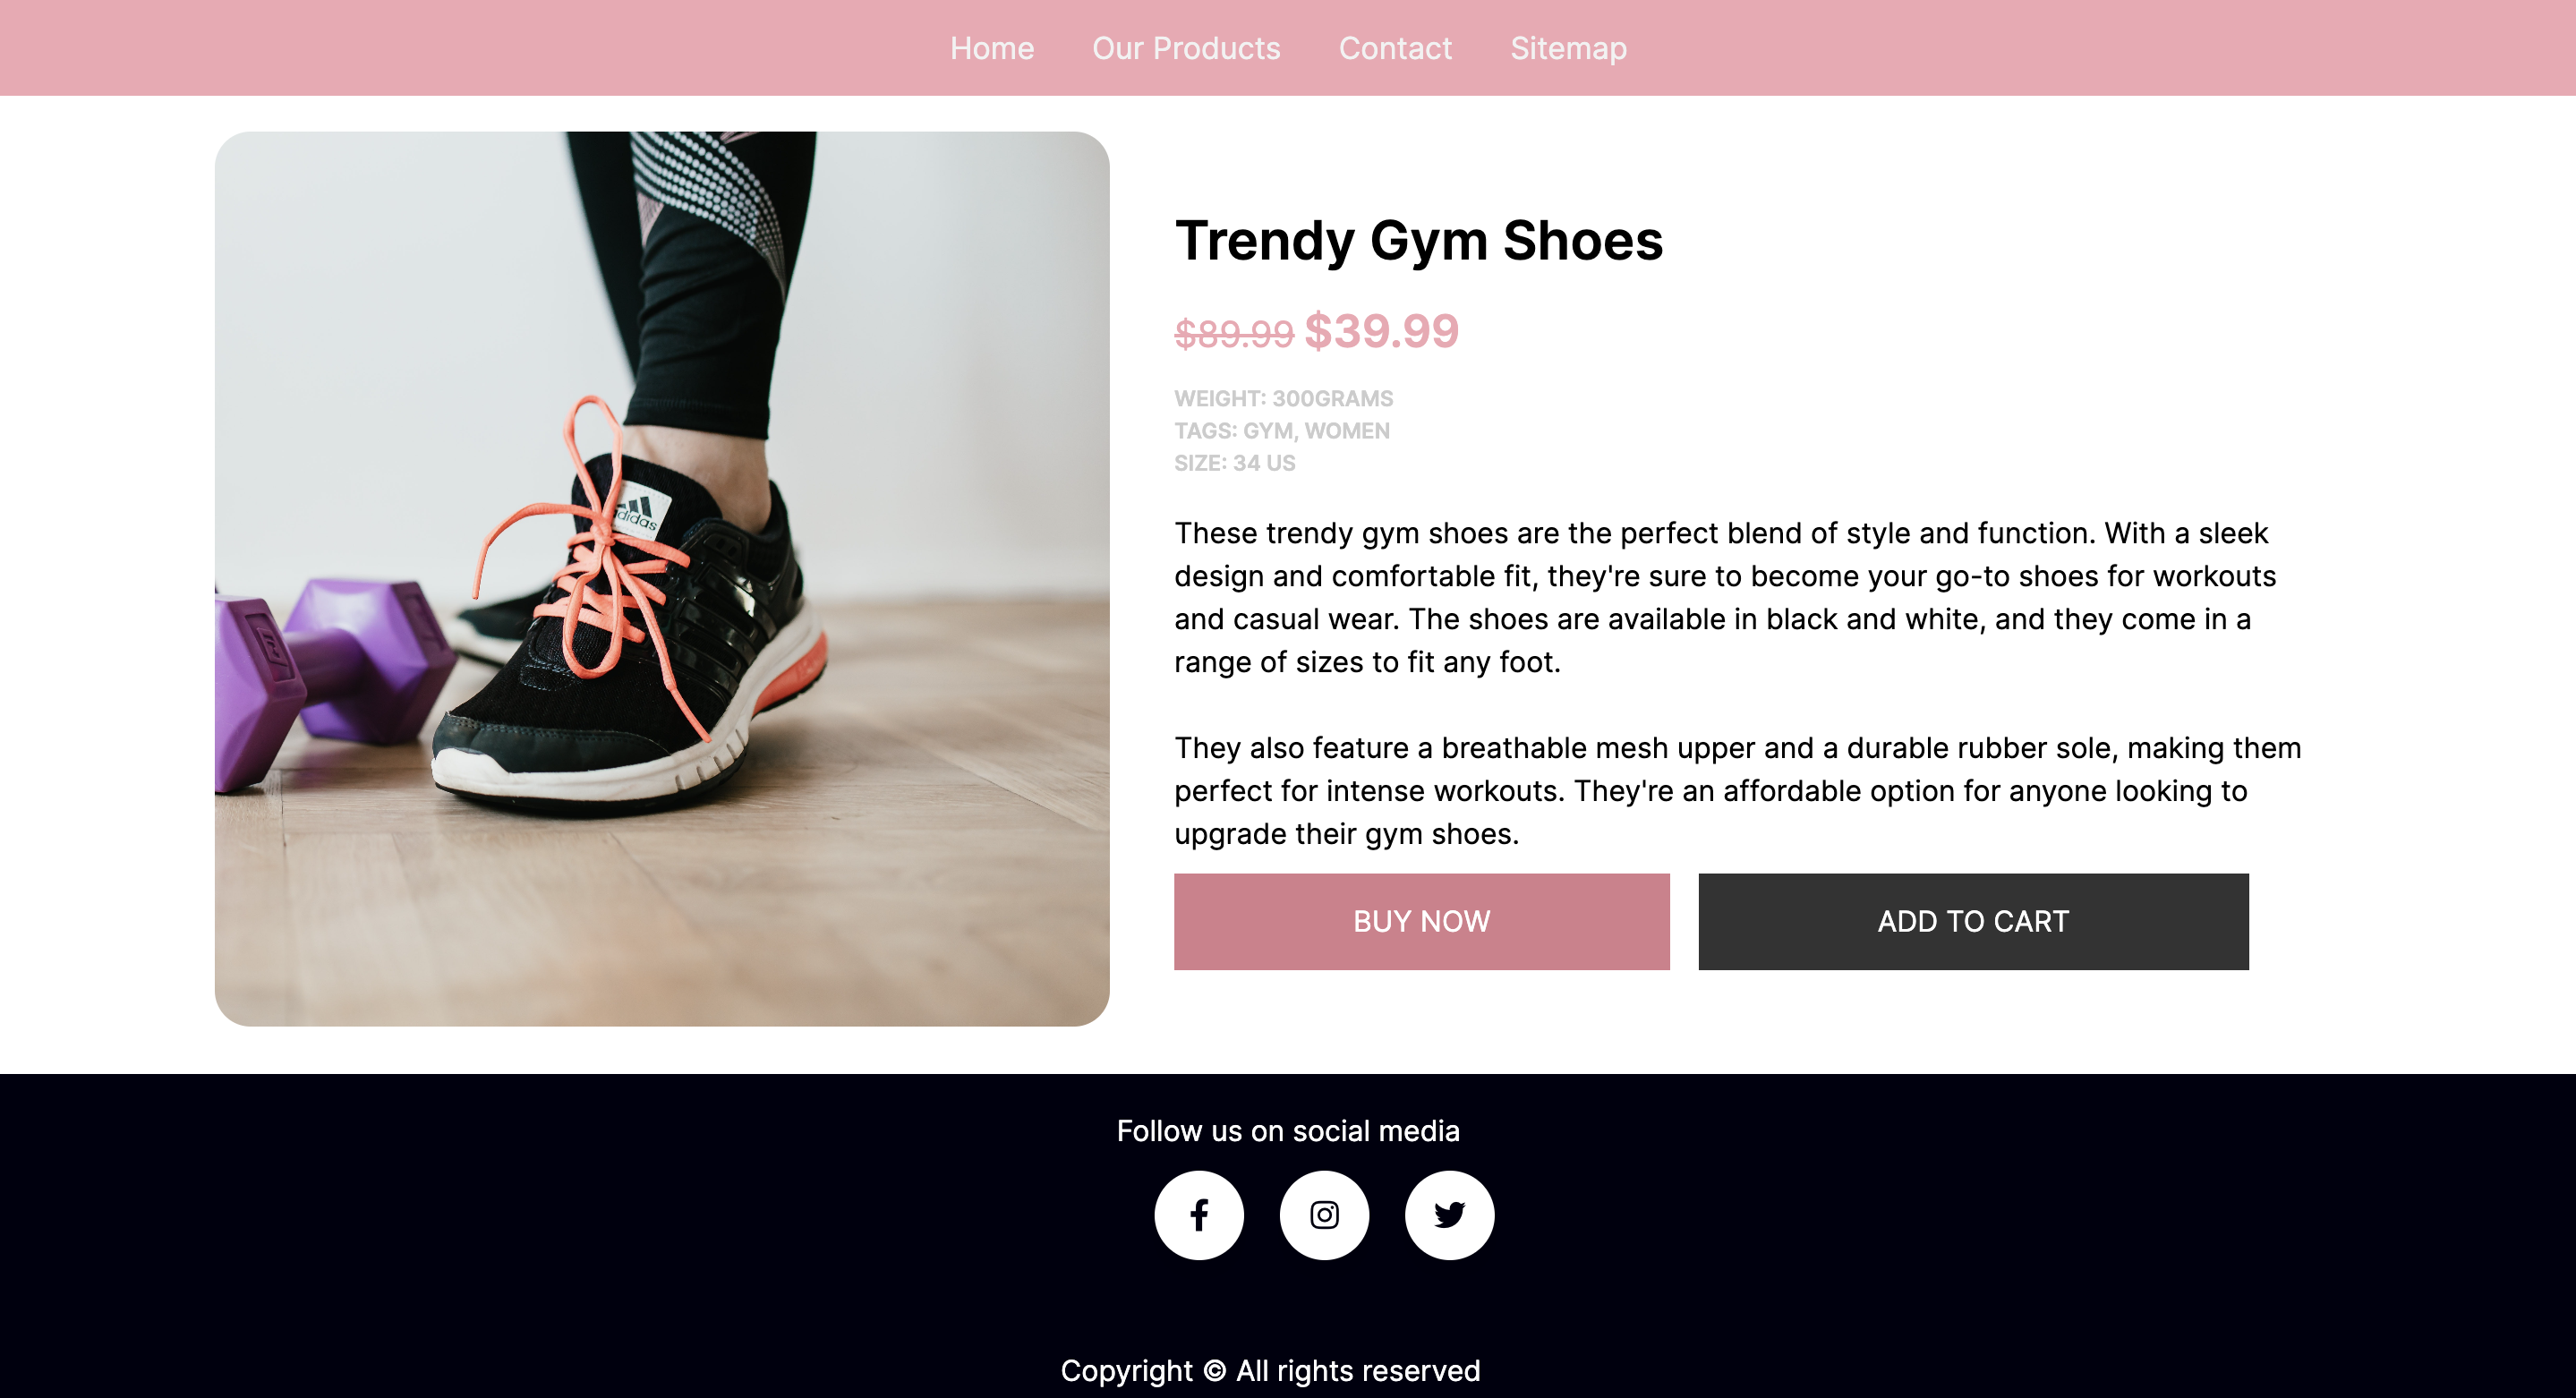 Home Our Products Contact Sitemap
Trendy Gym Shoes
$89.99 $39.99
WEIGHT: 300GRAMS
TAGS: GYM, WOMEN
SIZE: 34 US
adidas
These trendy gym shoes are the perfect blend of style and function. With a sleek
design and comfortable fit, they're sure to become your go-to shoes for workouts
and casual wear. The shoes are available in black and white, and they come in a
range of sizes to fit any foot.
They also feature a breathable mesh upper and a durable rubber sole, making them
perfect for intense workouts. They're an affordable option for anyone looking to
upgrade their gym shoes.
BUY NOW ADD TO CART
Follow us on social media
Copyright © All rights reserved